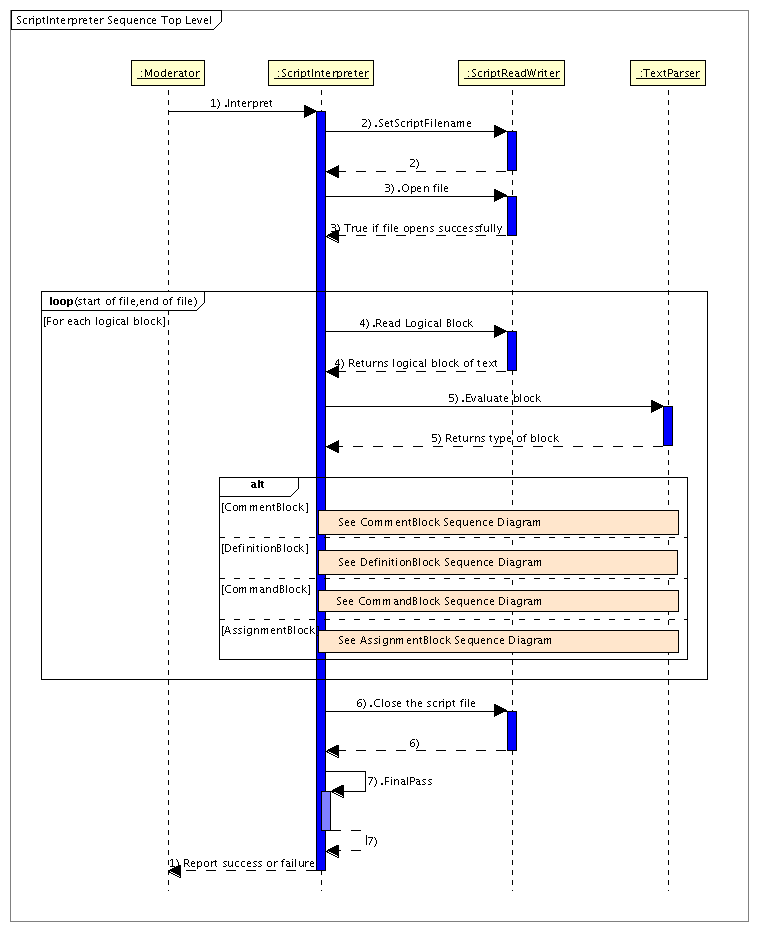 ScriptInterpreter Sequence Top Level
:Moderator
:ScriptInterpreter
:ScriptReadWriter
:TextParser
1) .Interpret
2) .SetScriptFilename
2)
3) .Open file
3) True if file opens successfully
loop(start of file,end of file)
[For each logical block]
4) .Read Logical Block
4) Returns logical block of text
5) .Evaluate block
5) Returns type of block
alt
[CommentBlock]
See CommentBlock Sequence Diagram
[DefinitionBlock]
See DefinitionBlock Sequence Diagram
[CommandBlock]
See CommandBlock Sequence Diagram
[AssignmentBlock
See AssignmentBlock Sequence Diagram
6) .Close the script file
6)
7) .FinalPass
7)
1) Report success or failure